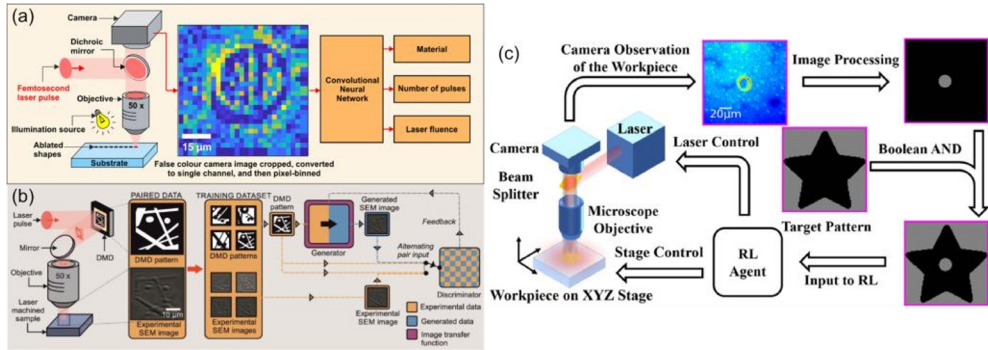 (a)
Camera
Dichroic
mirror
Femtosecond
laser pulse
Objective
50 x
Illumination source
Ablated
shapes
Substrate
15 µm
False colour camera image cropped, converted
to single channel, and then pixel-binned
Convolutional
Neural
Network
Material
Number of pulses
Laser fluence
(b)
Laser
pulse
Mirror
DMD
Objective
50 x
Laser
machined
sample
PAIRED DATA
DMD pattern
10 µm
Experimental
SEM image
TRAINING DATASET
DMD patterns
Experimental
SEM images
DMD
pattern
Generator
Generated
SEM image
Feedback
Alternating
pair input
Discriminator
Experimental
SEM image
Experimental data
Generated data
Image transfer
function
(c)
Camera Observation
of the Workpiece
20µm
Image Processing
Laser
Camera
Laser Control
Boolean AND
Beam
Splitter
Microscope
Objective
Target Pattern
Stage Control
RL
Agent
Input to RL
Workpiece on XYZ Stage